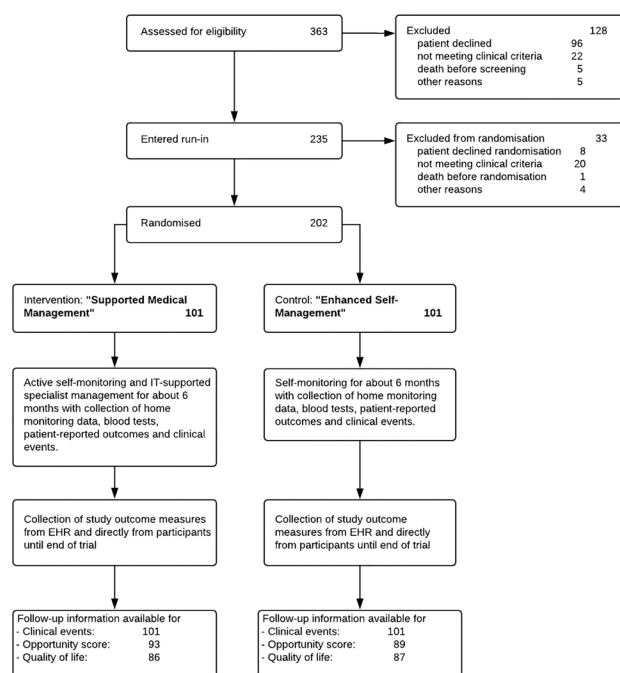 Assessed for eligibility 363
Excluded 128
patient declined 96
not meeting clinical criteria 22
death before screening 5
other reasons 5
Entered run-in 235
Excluded from randomisation 33
patient declined randomisation 8
not meeting clinical criteria 20
death before randomisation 1
other reasons 4
Randomised 202
Intervention: "Supported Medical
Management" 101
Control: "Enhanced Self-
Management" 101
Active self-monitoring and IT-supported
specialist management for about 6
months with collection of home
monitoring data, blood tests,
patient-reported outcomes and clinical
events.
Self-monitoring for about 6 months
with collection of home monitoring
data, blood tests, patient-reported
outcomes and clinical events.
Collection of study outcome measures
from EHR and directly from participants
until end of trial
Collection of study outcome
measures from EHR and directly
from participants until end of trial
Follow-up information available for
- Clinical events: 101
- Opportunity score: 93
- Quality of life: 86
Follow-up information available for
- Clinical events: 101
- Opportunity score: 89
- Quality of life: 87